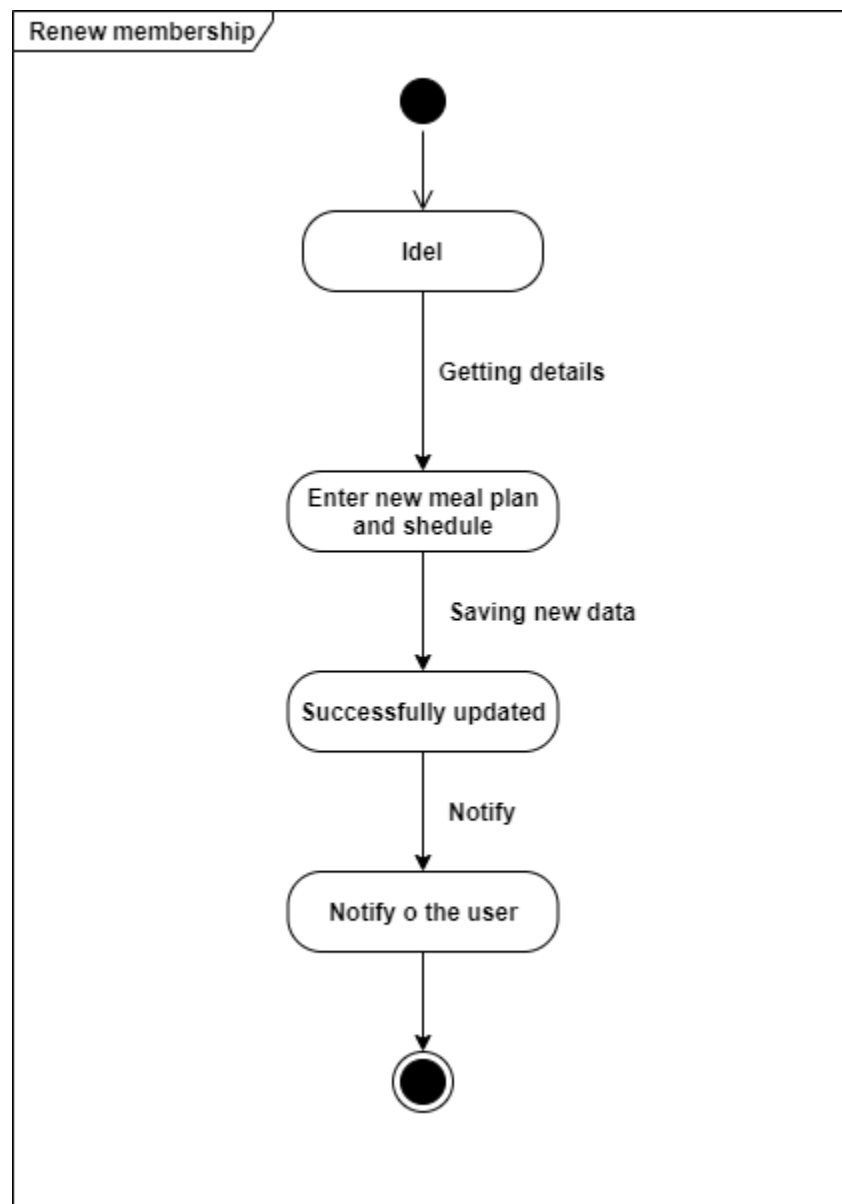 Renew membership
Idel
Getting details
Enter new meal plan
and shedule
Saving new data
Successfully updated
Notify
Notify o the user